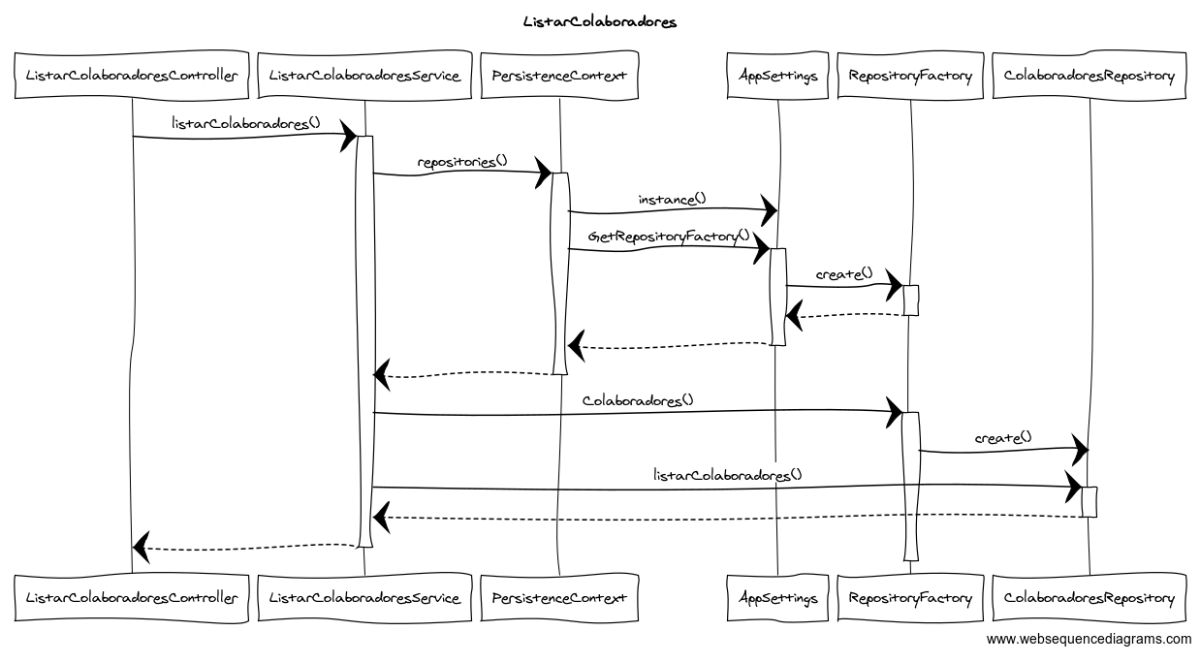 ListarColaboradores
ListarColaboradoresController
ListarColaboradoresService
PersistenceContext
AppSettings
RepositoryFactory
ColaboradoresRepository
listarColaboradores()
repositories()
instance()
GetRepositoryFactory()
create()
Colaboradores()
create()
listarColaboradores()
ListarColaboradoresController
ListarColaboradoresService
PersistenceContext
AppSettings
RepositoryFactory
ColaboradoresRepository
www.websequencediagrams.com